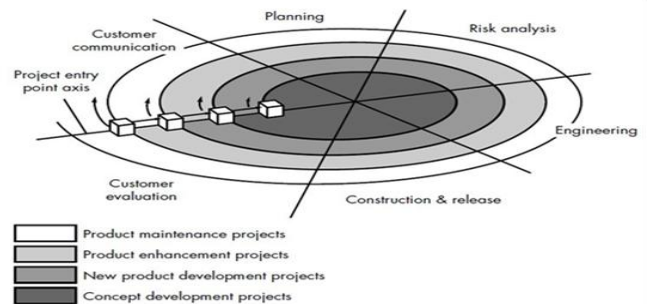 Planning
Customer
communication
Risk analysis
Project entry
point axis
Engineering
Customer
evaluation
Construction & release
Product maintenance projects
Product enhancement projects
New product development projects
Concept development projects